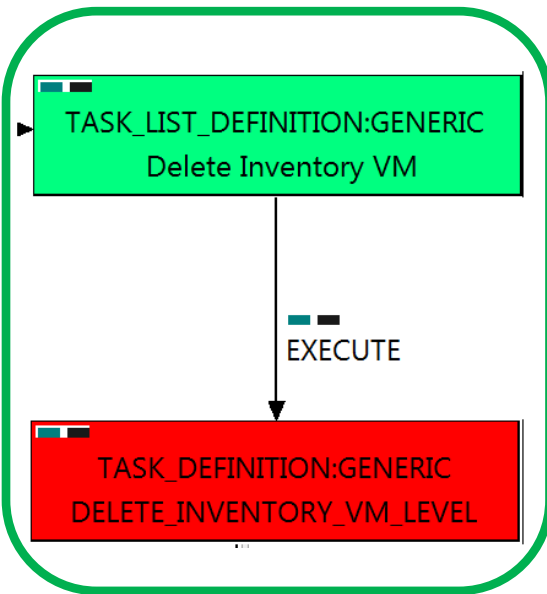 TASK_LIST_DEFINITION:GENERIC
Delete Inventory VM
EXECUTE
TASK_DEFINITION:GENERIC
DELETE_INVENTORY_VM_LEVEL